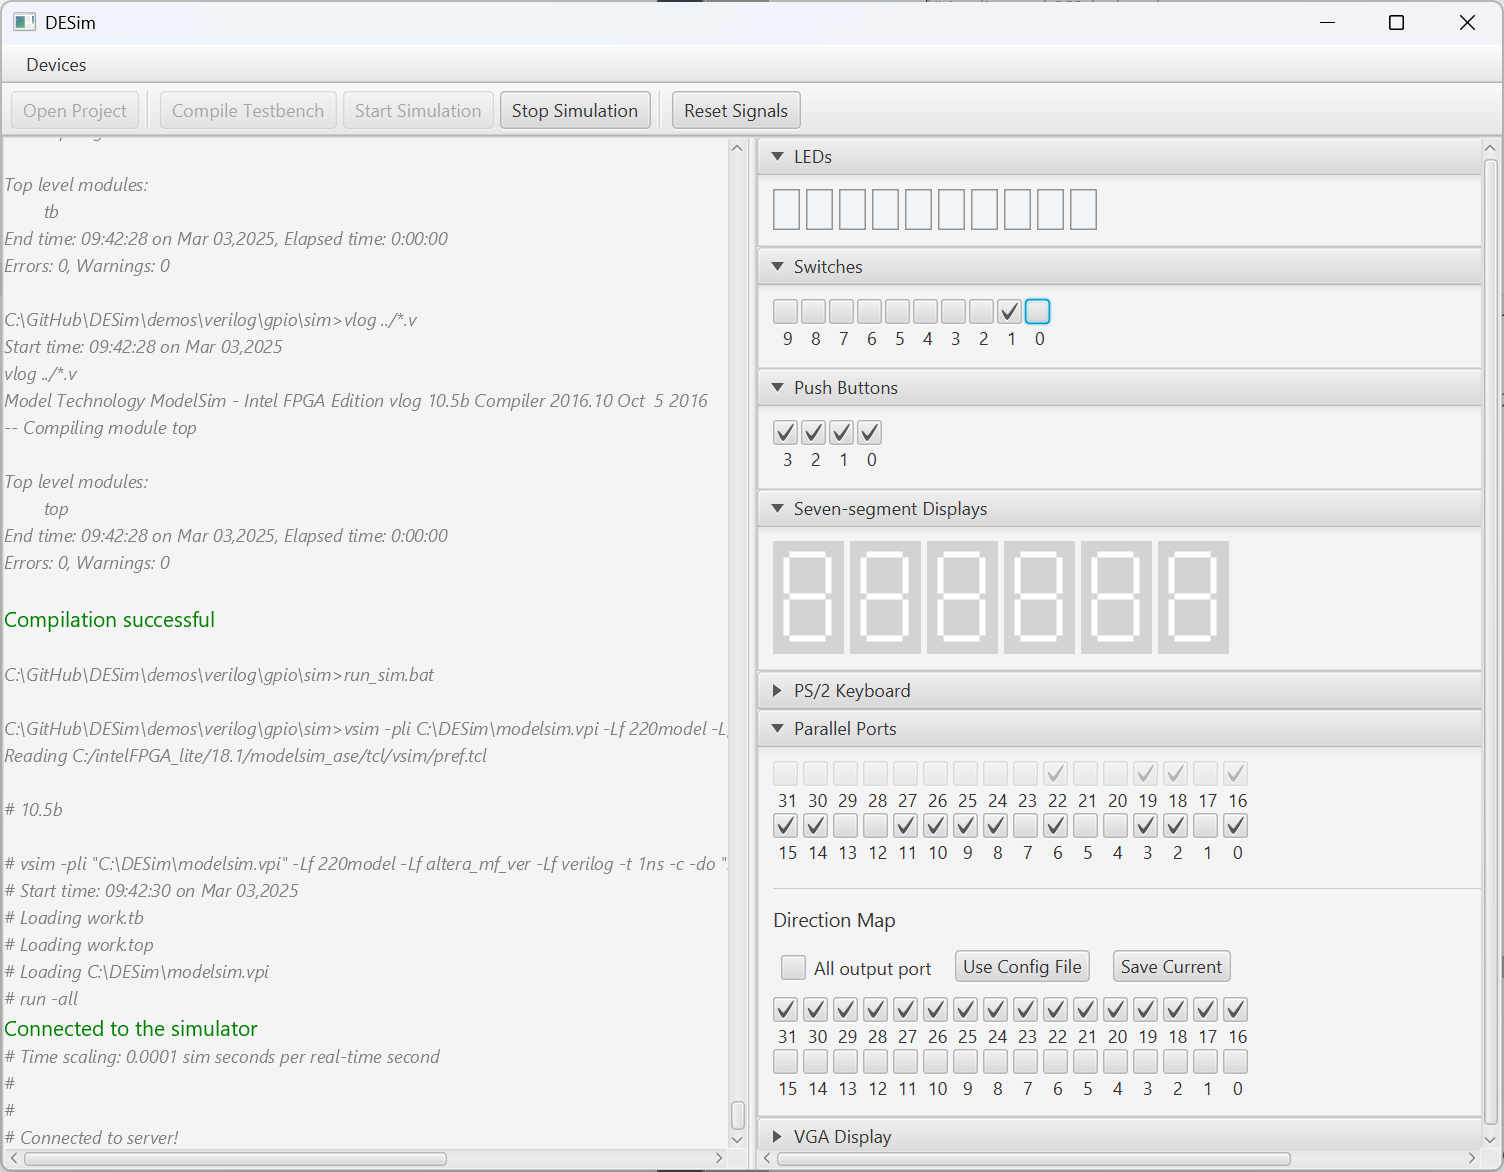 DESim
Devices
Open Project Compile Testbench Start Simulation Stop Simulation Reset Signals
Top level modules:
tb
End time: 09:42:28 on Mar 03,2025, Elapsed time: 0:00:00
Errors: 0, Warnings: 0
C:\GitHub\DESim\demos\verilog\gpio\sim>vlog ../*.v
Start time: 09:42:28 on Mar 03,2025
vlog ../*.v
Model Technology ModelSim - Intel FPGA Edition vlog 10.5b Compiler 2016.10 Oct  5 2016
-- Compiling module top
Top level modules:
top
End time: 09:42:28 on Mar 03,2025, Elapsed time: 0:00:00
Errors: 0, Warnings: 0
Compilation successful
C:\GitHub\DESim\demos\verilog\gpio\sim>run_sim.bat
C:\GitHub\DESim\demos\verilog\gpio\sim>vsim -pli C:\DESim\modelsim.vpi -Lf 220model -L
Reading C:/intelFPGA_lite/18.1/modelsim_ase/tcl/vsim/pref.tcl
# 10.5b
# vsim -pli "C:\DESim\modelsim.vpi" -Lf 220model -Lf altera_mf_ver -Lf verilog -t 1ns -c -do "
# Start time: 09:42:30 on Mar 03,2025
# Loading work.tb
# Loading work.top
# Loading C:\DESim\modelsim.vpi
# run -all
Connected to the simulator
# Time scaling: 0.0001 sim seconds per real-time second
#
#
# Connected to server!
LEDs
Switches
9 8 7 6 5 4 3 2 1 0
Push Buttons
3 2 1 0
Seven-segment Displays
PS/2 Keyboard
Parallel Ports
31 30 29 28 27 26 25 24 23 22 21 20 19 18 17 16
15 14 13 12 11 10 9 8 7 6 5 4 3 2 1 0
Direction Map
All output port Use Config File Save Current
31 30 29 28 27 26 25 24 23 22 21 20 19 18 17 16
15 14 13 12 11 10 9 8 7 6 5 4 3 2 1 0
VGA Display